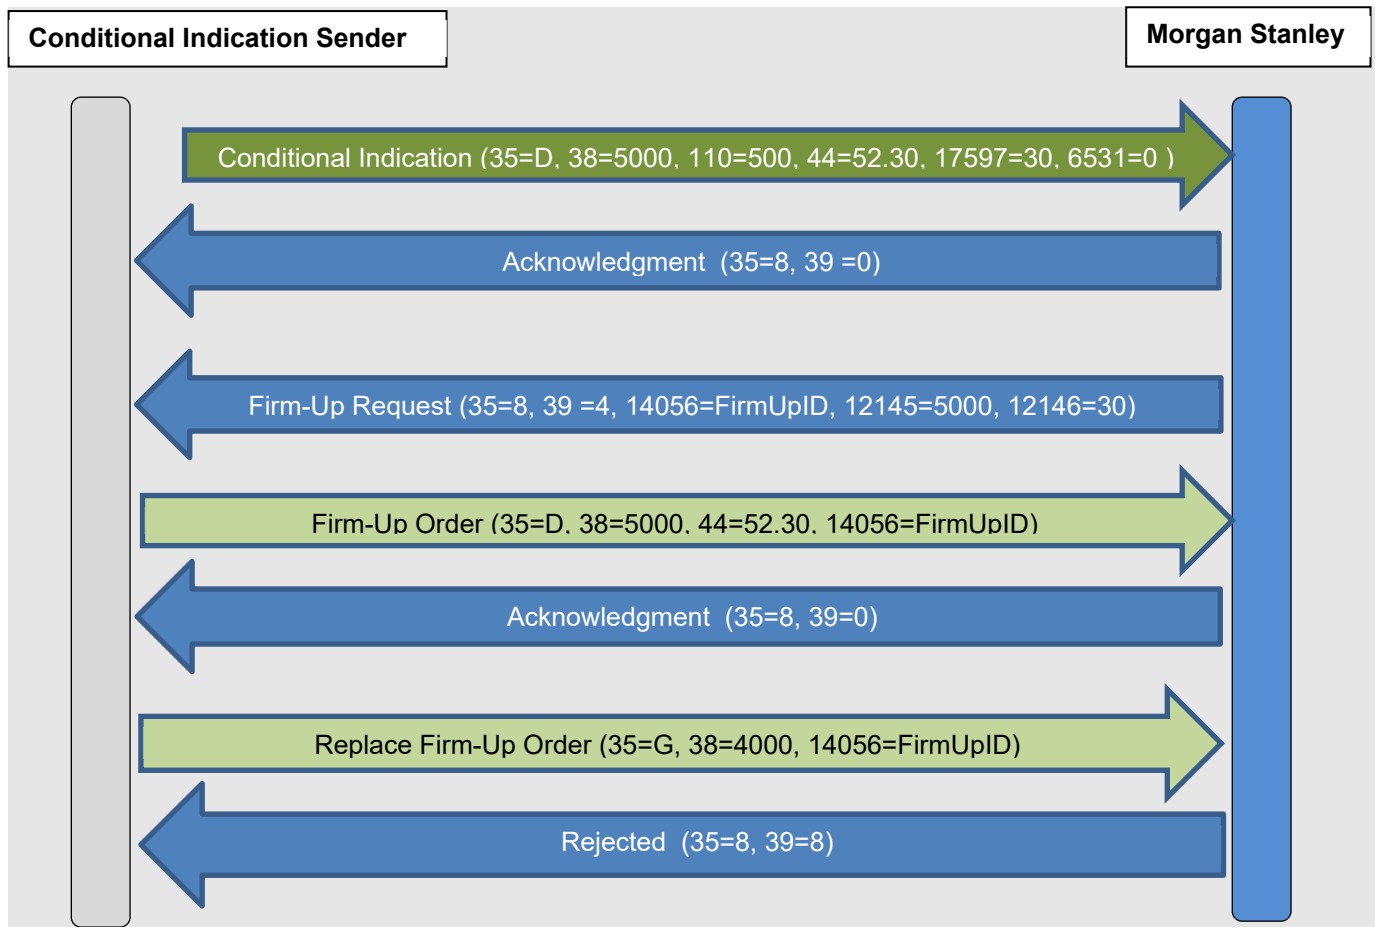 Conditional Indication Sender
Morgan Stanley
Conditional Indication (35=D, 38=5000, 110=500, 44=52.30, 17597=30, 6531=0 )
Acknowledgment  (35=8, 39 =0)
Firm-Up Request (35=8, 39 =4, 14056=FirmUpID, 12145=5000, 12146=30)
Firm-Up Order (35=D, 38=5000, 44=52.30, 14056=FirmUpID)
Acknowledgment  (35=8, 39=0)
Replace Firm-Up Order (35=G, 38=4000, 14056=FirmUpID)
Rejected  (35=8, 39=8)